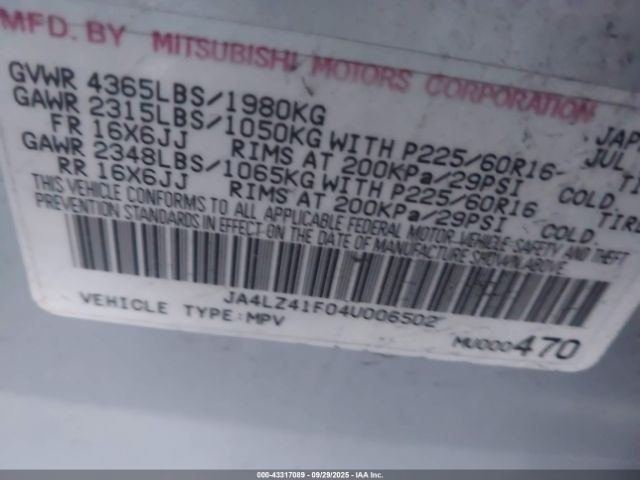 MFD. BY MITSUBISHI MOTORS CORPORATION
GVWR 4365LBS/1980KG
GAWR 2315LBS/1050KG WITH P225/60R16
FR 16X6JJ RIMS AT 200KPa/29PSI COLD
GAWR 2348LBS/1065KG WITH P225/60R16
RR 16X6JJ RIMS AT 200KPa/29PSI COLD.
THIS VEHICLE CONFORMS TO ALL APPLICABLE FEDERAL MOTOR VEHICLE SAFETY AND THEFT
PREVENTION STANDARDS IN EFFECT ON THE DATE OF MANUFACTURE SHOWN ABOVE.
JA4LZ41F04U006502
VEHICLE TYPE:MPV
MU000470
000-43317089 - 09/29/2025 - IAAC